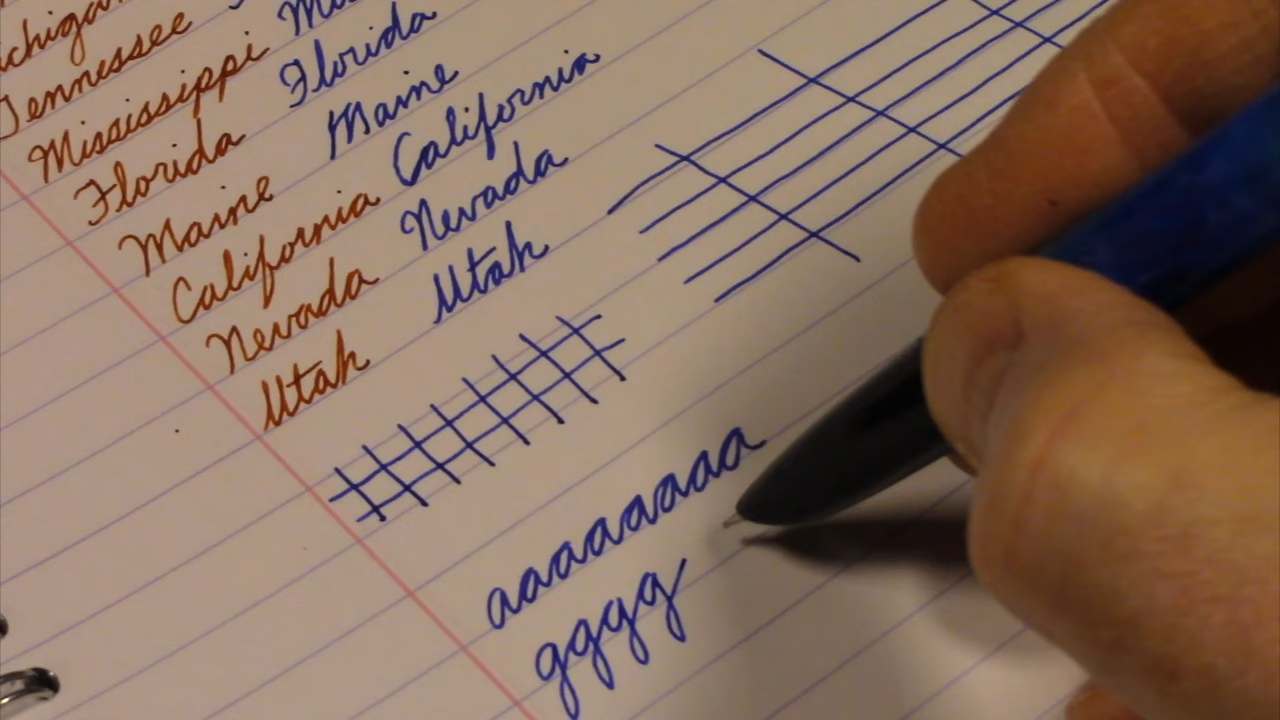 Tennessee
Mississippi
Florida Florida
Maine Maine
California California
Nevada Nevada
Utah Utah
aaaaaaaa
gggg